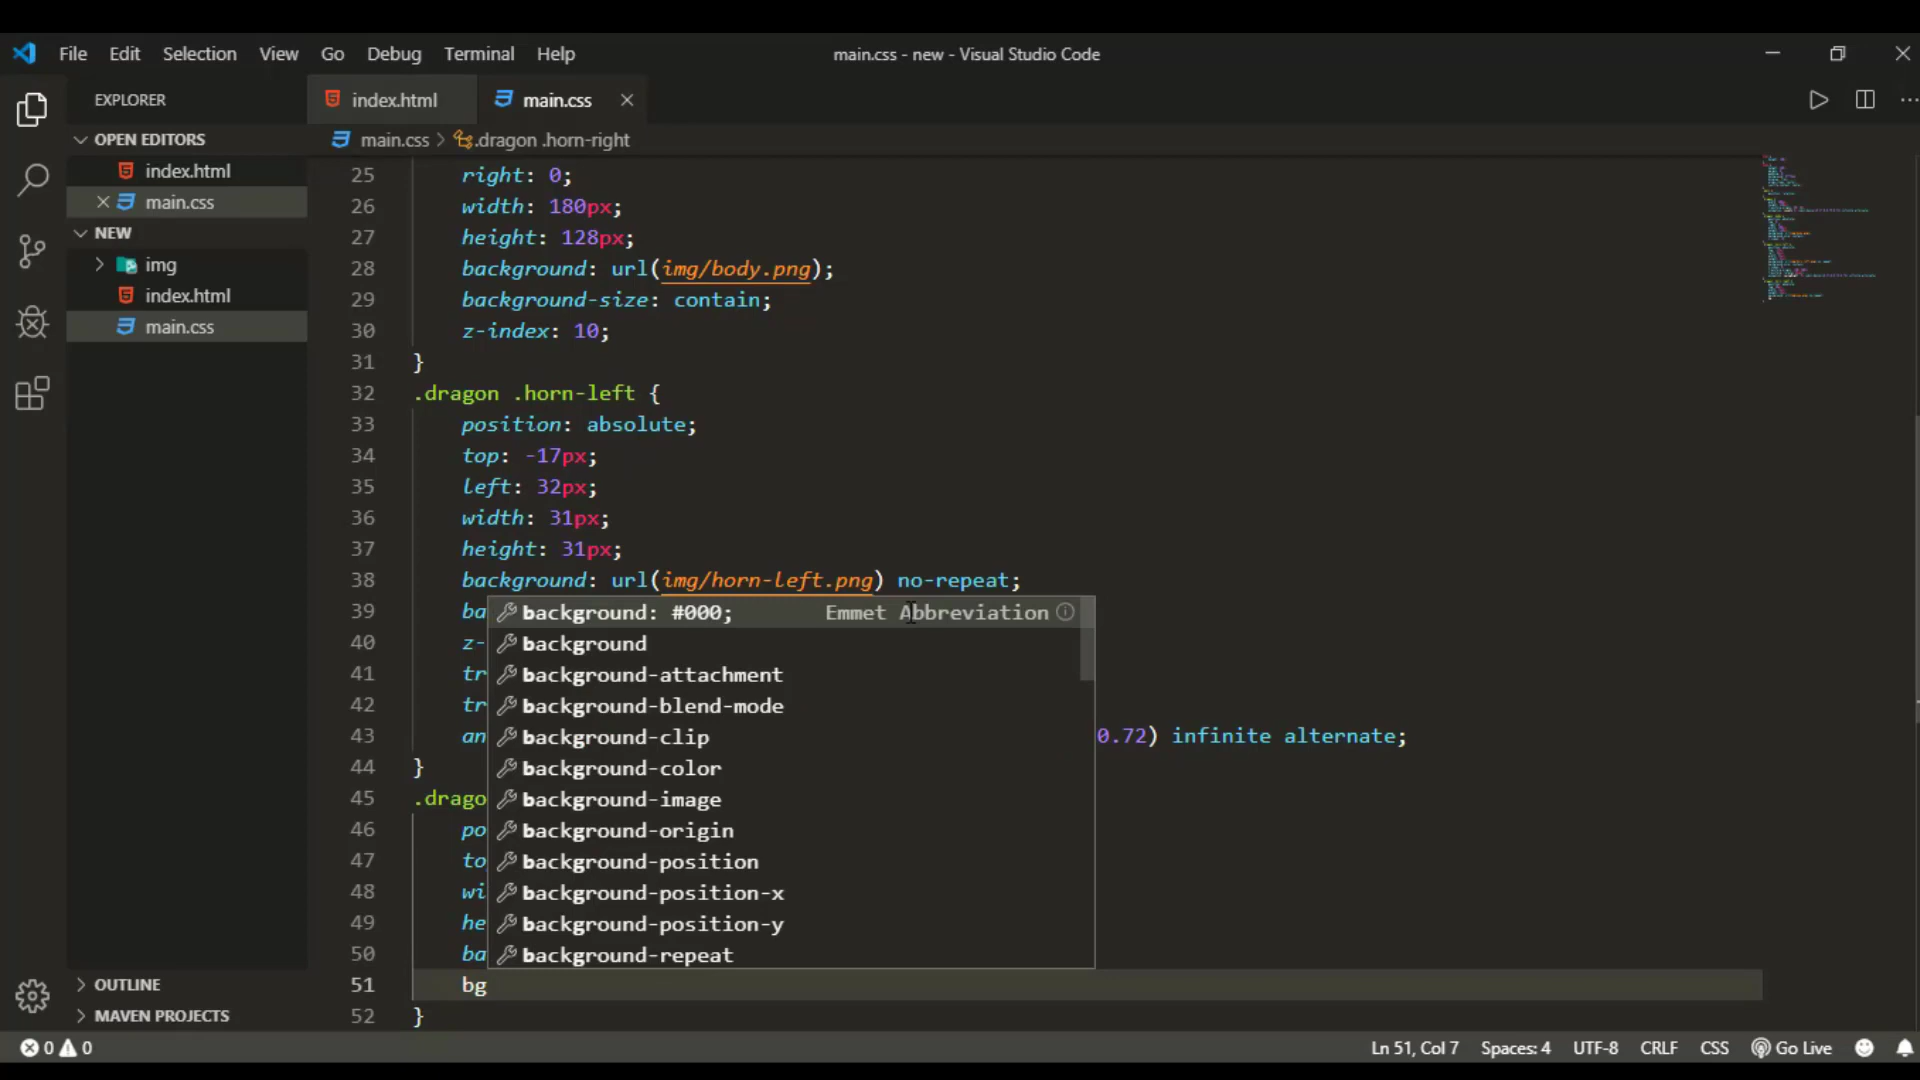 File Edit Selection View Go Debug Terminal Help main.css - new - Visual Studio Code
EXPLORER index.html main.css
OPEN EDITORS main.css > .dragon .horn-right
index.html
main.css
NEW
img
index.html
main.css
25 right: 0;
26 width: 180px;
27 height: 128px;
28 background: url(img/body.png);
29 background-size: contain;
30 z-index: 10;
31 }
32 .dragon .horn-left {
33 position: absolute;
34 top: -17px;
35 left: 32px;
36 width: 31px;
37 height: 31px;
38 background: url(img/horn-left.png) no-repeat;
39 ba background: #000; Emmet Abbreviation
40 z- background
41 tr background-attachment
42 tr background-blend-mode
43 an background-clip 0.72) infinite alternate;
44 } background-color
45 .drago background-image
46 po background-origin
47 to background-position
48 wi background-position-x
49 he background-position-y
50 ba background-repeat
51 bg
52 }
OUTLINE
MAVEN PROJECTS
0 0 Ln 51, Col 7 Spaces: 4 UTF-8 CRLF CSS Go Live